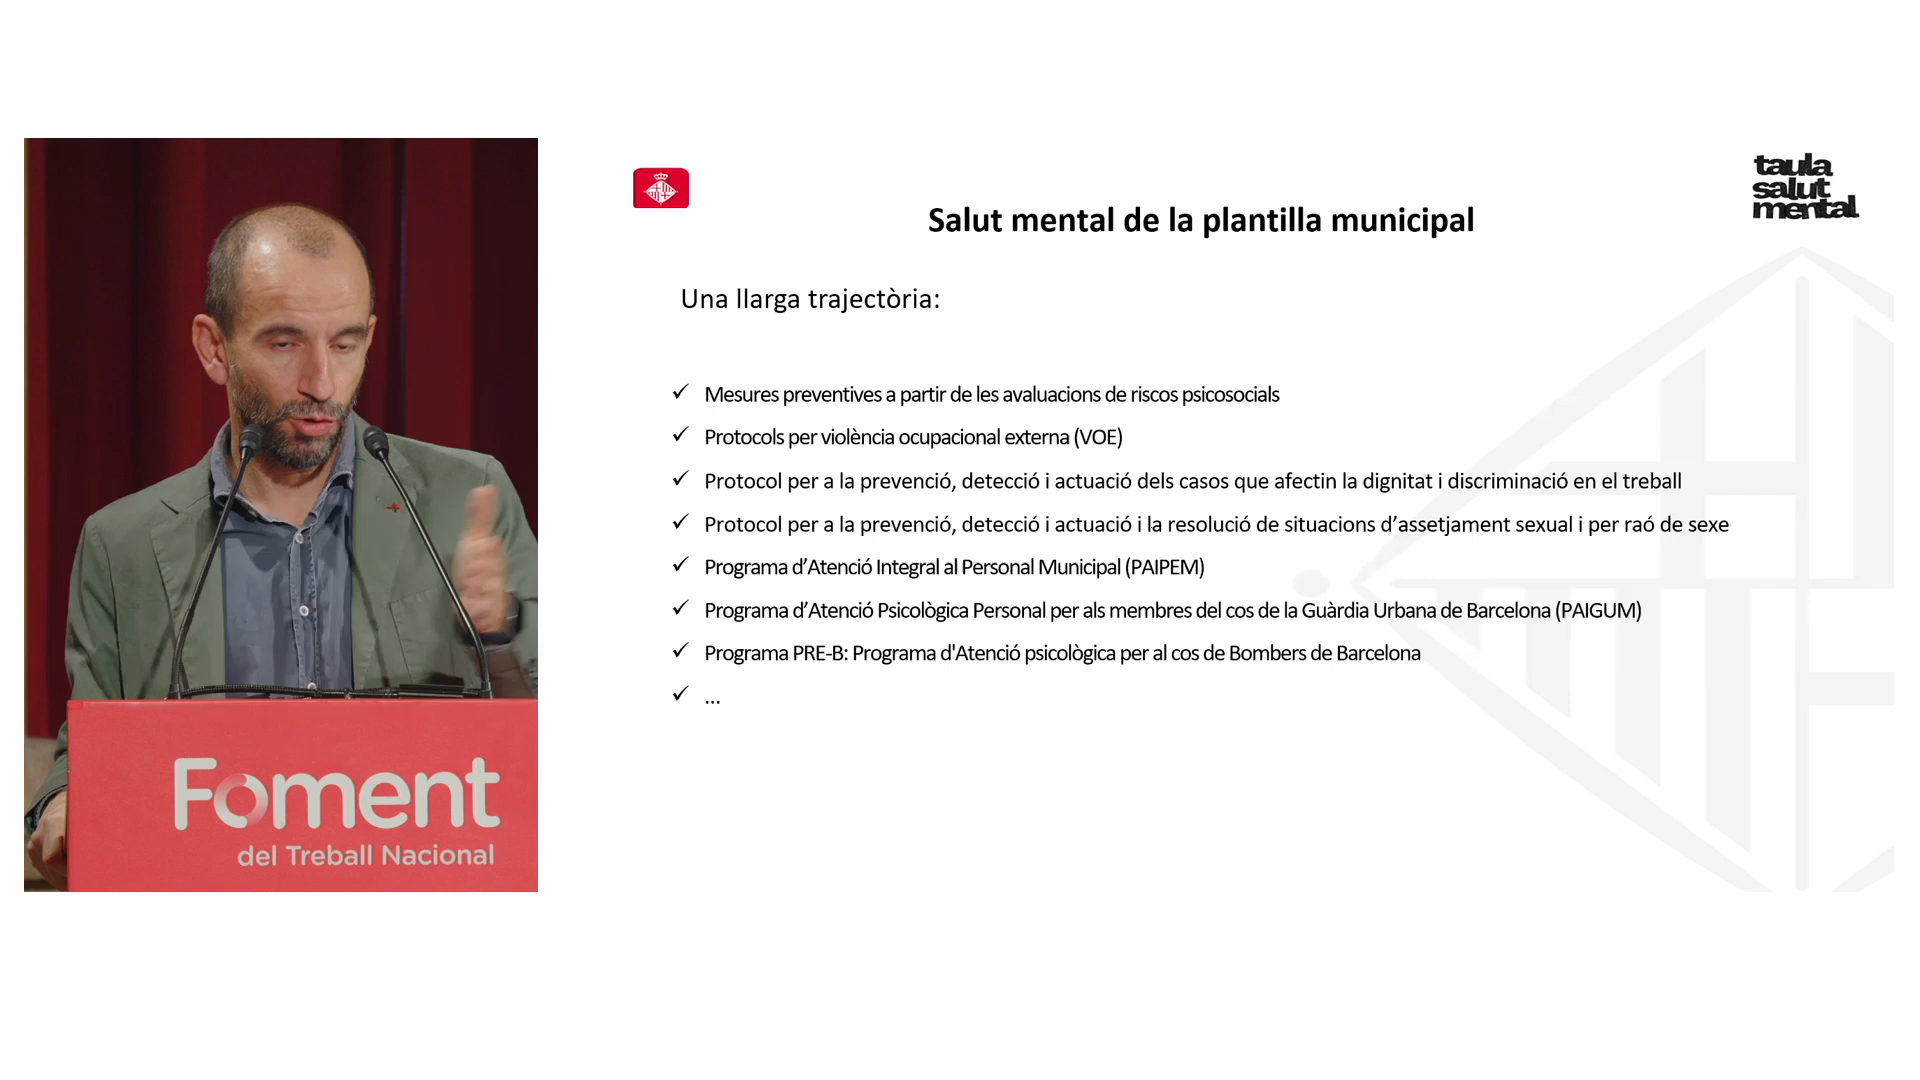 taula
salut
mental
Salut mental de la plantilla municipal
Una llarga trajectòria:
✓ Mesures preventives a partir de les avaluacions de riscos psicosocials
✓ Protocols per violència ocupacional externa (VOE)
✓ Protocol per a la prevenció, detecció i actuació dels casos que afectin la dignitat i discriminació en el treball
✓ Protocol per a la prevenció, detecció i actuació i la resolució de situacions d’assetjament sexual i per raó de sexe
✓ Programa d’Atenció Integral al Personal Municipal (PAIPEM)
✓ Programa d’Atenció Psicològica Personal per als membres del cos de la Guàrdia Urbana de Barcelona (PAIGUM)
✓ Programa PRE-B: Programa d'Atenció psicològica per al cos de Bombers de Barcelona
✓ ...
Foment
del Treball Nacional